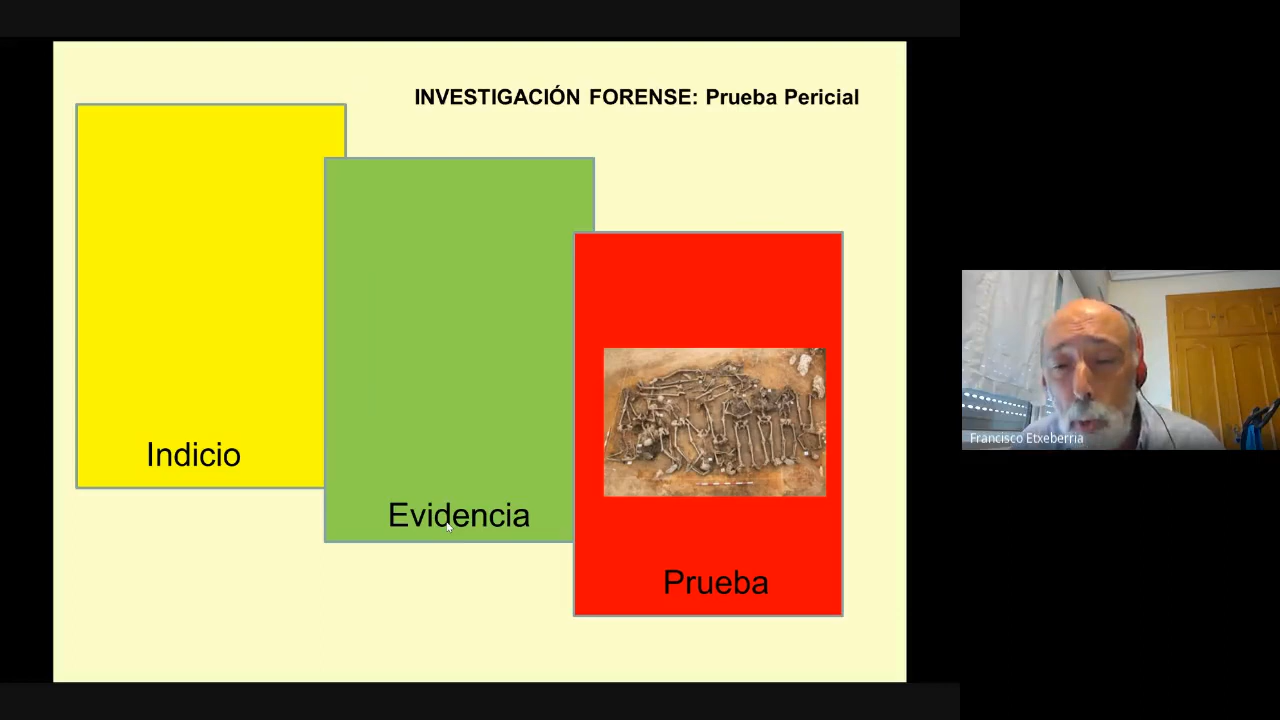 INVESTIGACIÓN FORENSE: Prueba Pericial
Indicio
Evidencia
Prueba
Francisco Etxeberria